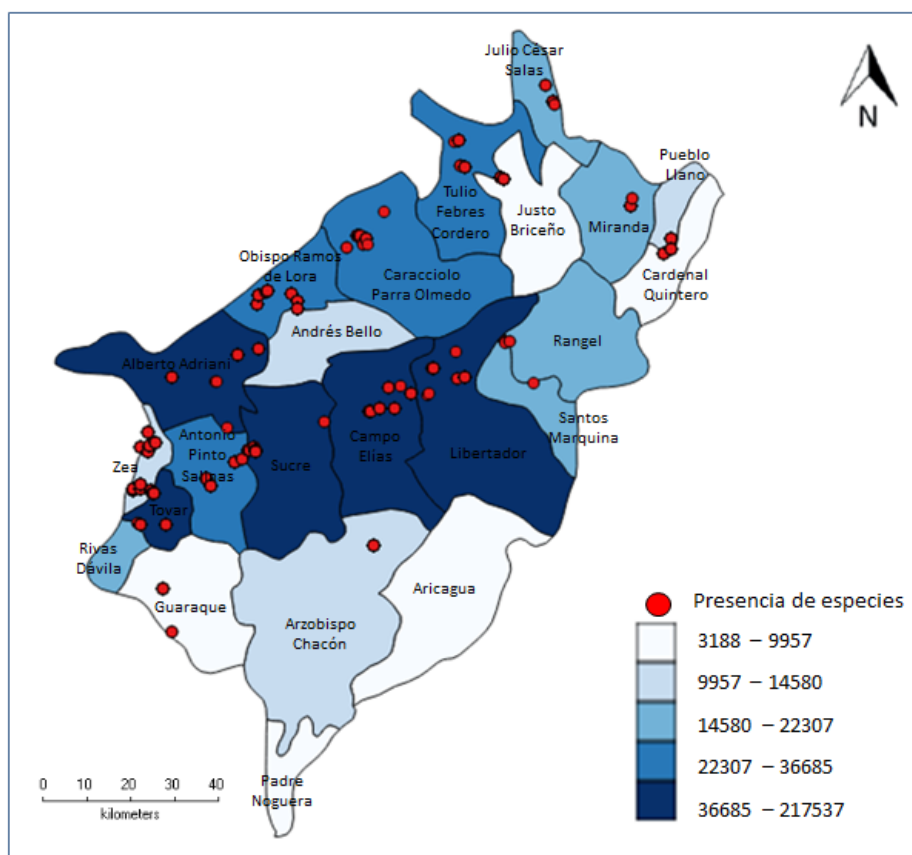 Julio César
Salas
N
Pueblo
Llano
Tulio
Febres
Cordero
Justo
Briceño
Miranda
Cardenal
Quintero
Obispo Ramos
de Lora
Caracciolo
Parra Olmedo
Andrés Bello
Rangel
Alberto Adriani
Santos
Marquina
Antonio
Pinto
Salinas
Sucre
Campo
Elías
Libertador
Zea
Tovar
Rivas
Dávila
Guaraque
Aricagua
Arzobispo
Chacón
Padre
Noguera
0 10 20 30 40
kilometers
Presencia de especies
3188 – 9957
9957 – 14580
14580 – 22307
22307 – 36685
36685 – 217537